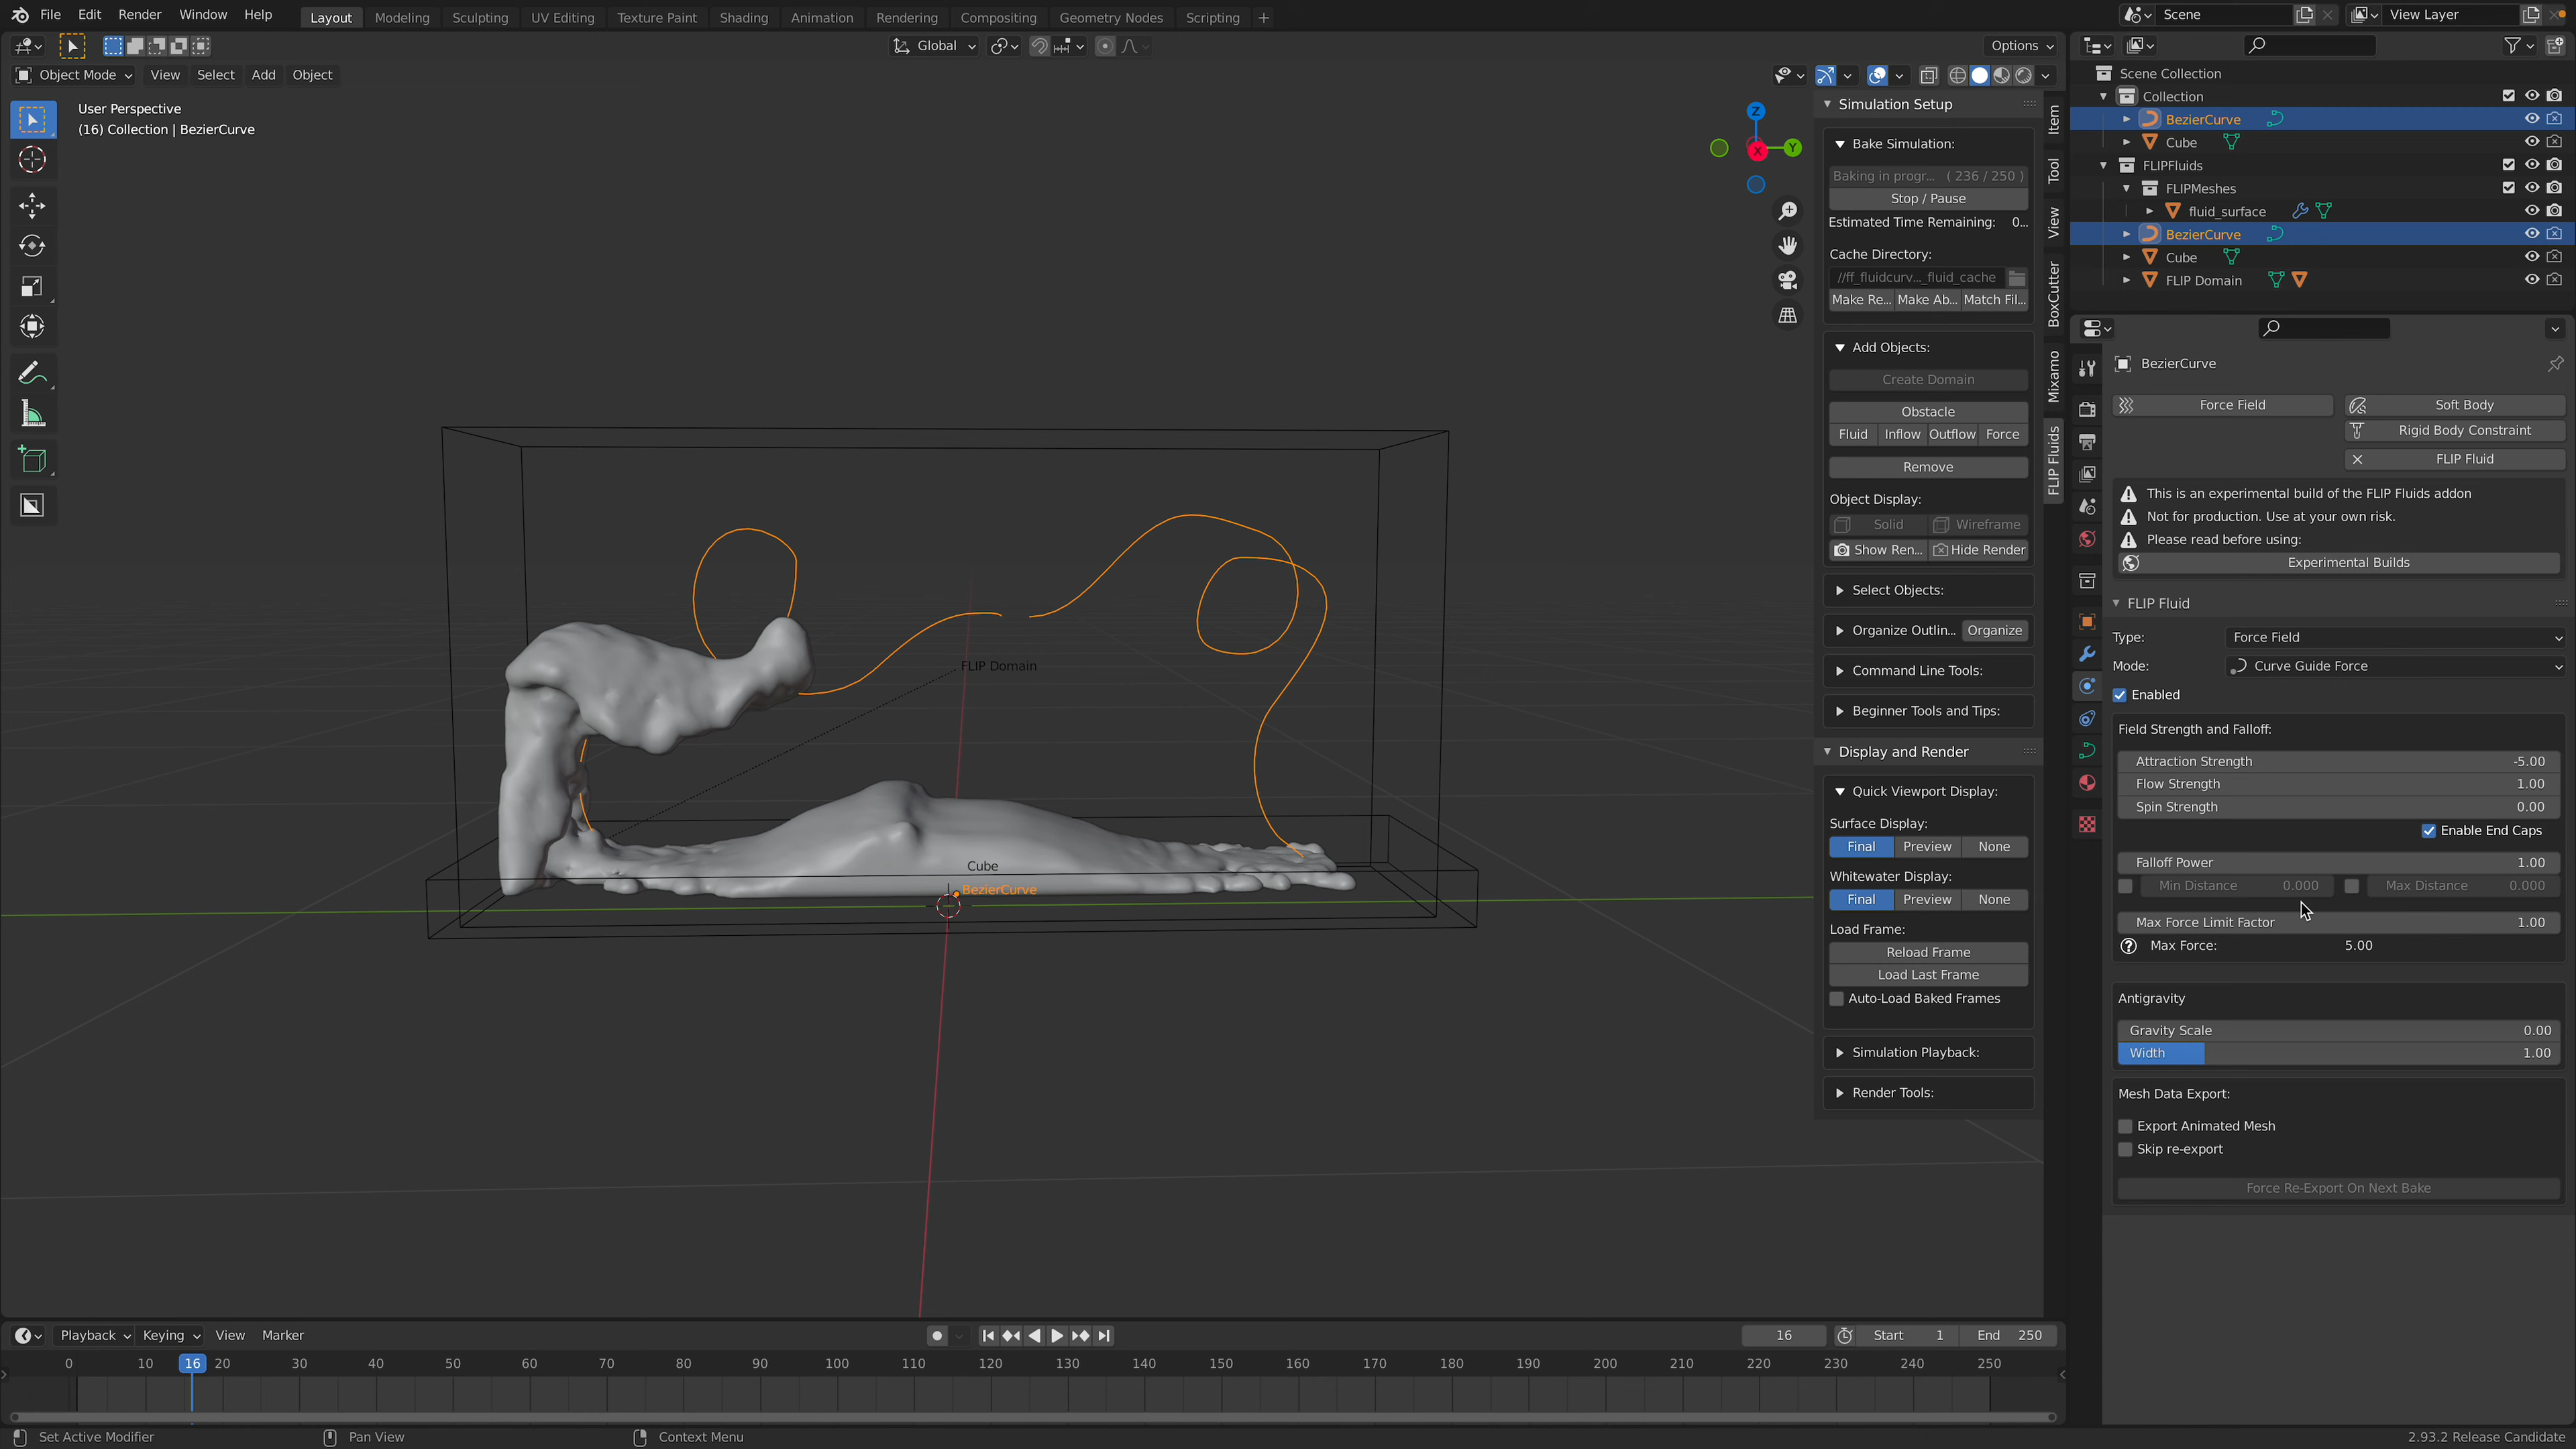 File Edit Render Window Help Layout Modeling Sculpting UV Editing Texture Paint Shading Animation Rendering Compositing Geometry Nodes Scripting + Scene View Layer
Global Options
Object Mode View Select Add Object
User Perspective
(16) Collection | BezierCurve
Z
X
Y
FLIP Domain
Cube
BezierCurve
Simulation Setup
Bake Simulation:
Baking in progr... ( 236 / 250 )
Stop / Pause
Estimated Time Remaining: 0...
Cache Directory:
//ff_fluidcurv..._fluid_cache
Make Re... Make Ab... Match Fil...
Add Objects:
Create Domain
Obstacle
Fluid Inflow Outflow Force
Remove
Object Display:
Solid Wireframe
Show Ren... Hide Render
Select Objects:
Organize Outlin... Organize
Command Line Tools:
Beginner Tools and Tips:
Display and Render
Quick Viewport Display:
Surface Display:
Final Preview None
Whitewater Display:
Final Preview None
Load Frame:
Reload Frame
Load Last Frame
Auto-Load Baked Frames
Simulation Playback:
Render Tools:
Item
Tool
View
BoxCutter
Mixamo
FLIP Fluids
Scene Collection
Collection
BezierCurve
Cube
FLIPFluids
FLIPMeshes
fluid_surface
BezierCurve
Cube
FLIP Domain
BezierCurve
Force Field Soft Body
Rigid Body Constraint
FLIP Fluid
This is an experimental build of the FLIP Fluids addon
Not for production. Use at your own risk.
Please read before using:
Experimental Builds
FLIP Fluid
Type: Force Field
Mode: Curve Guide Force
Enabled
Field Strength and Falloff:
Attraction Strength -5.00
Flow Strength 1.00
Spin Strength 0.00
Enable End Caps
Falloff Power 1.00
Min Distance 0.000 Max Distance 0.000
Max Force Limit Factor 1.00
Max Force: 5.00
Antigravity
Gravity Scale 0.00
Width 1.00
Mesh Data Export:
Export Animated Mesh
Skip re-export
Force Re-Export On Next Bake
Playback Keying View Marker 16 Start 1 End 250
0 10 16 20 30 40 50 60 70 80 90 100 110 120 130 140 150 160 170 180 190 200 210 220 230 240 250
Set Active Modifier Pan View Context Menu 2.93.2 Release Candidate